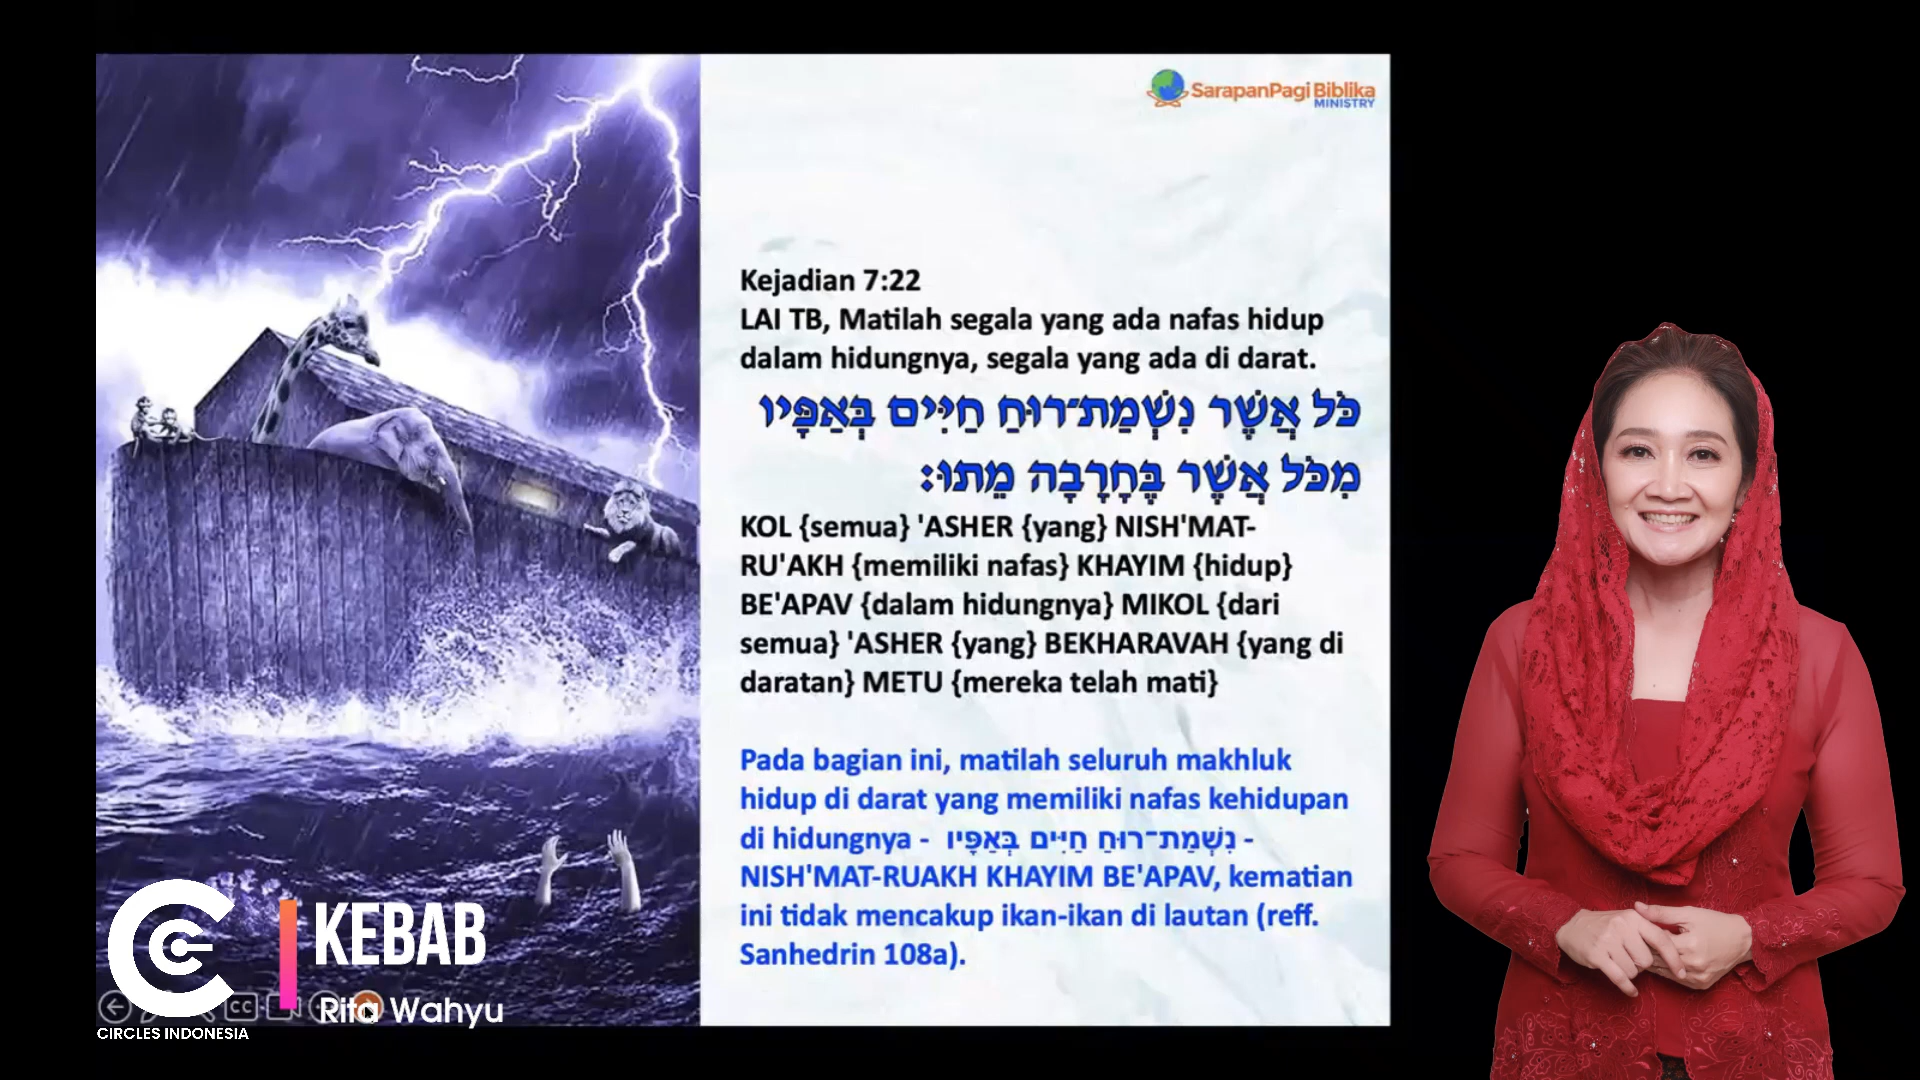 SarapanPagi Biblika
MINISTRY
Kejadian 7:22
LAI TB, Matilah segala yang ada nafas hidup
dalam hidungnya, segala yang ada di darat.
כֹּל אֲשֶׁר נִשְׁמַת־רוּחַ חַיִּים בְּאַפָּיו
מִכֹּל אֲשֶׁר בֶּחָרָבָה מֵתוּ׃
KOL {semua} 'ASHER {yang} NISH'MAT-
RU'AKH {memiliki nafas} KHAYIM {hidup}
BE'APAV {dalam hidungnya} MIKOL {dari
semua} 'ASHER {yang} BEKHARAVAH {yang di
daratan} METU {mereka telah mati}
Pada bagian ini, matilah seluruh makhluk
hidup di darat yang memiliki nafas kehidupan
di hidungnya - נִשְׁמַת־רוּחַ חַיִּים בְּאַפָּיו -
NISH'MAT-RUAKH KHAYIM BE'APAV, kematian
ini tidak mencakup ikan-ikan di lautan (reff.
Sanhedrin 108a).
KEBAB
Rita Wahyu
CC
CIRCLES INDONESIA